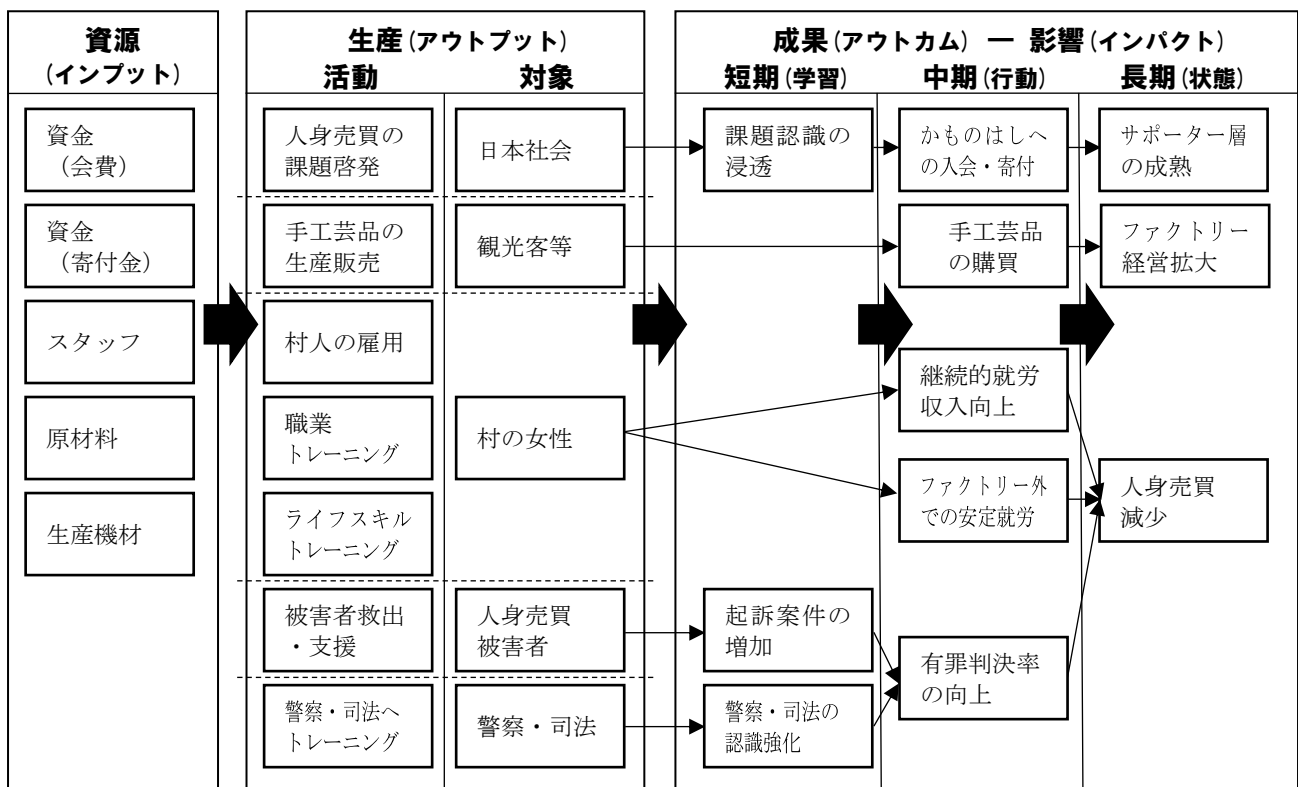 資源
(インプット)
資金
(会費)
資金
(寄付金)
スタッフ
原材料
生産機材
生産(アウトプット)
活動
対象
人身売買の
課題啓発
日本社会
手工芸品の
生産販売
観光客等
村人の雇用
職業
トレーニング
ライフスキル
トレーニング
村の女性
被害者救出
・支援
人身売買
被害者
警察・司法へ
トレーニング
警察・司法
成果(アウトカム) ― 影響(インパクト)
短期(学習)
中期(行動)
長期(状態)
課題認識の
浸透
かものはしへ
の入会・寄付
サポーター層
の成熟
手工芸品
の購買
ファクトリー
経営拡大
継続的就労
収入向上
ファクトリー外
での安定就労
人身売買
減少
起訴案件の
増加
警察・司法の
認識強化
有罪判決率
の向上